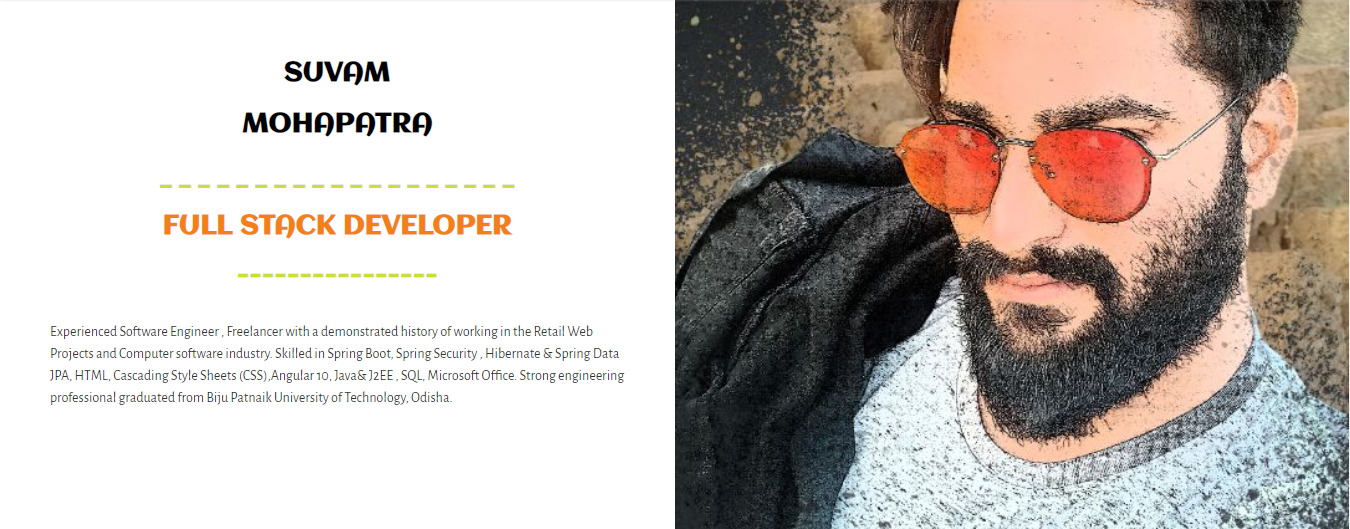 SUVAM
MOHAPATRA
FULL STACK DEVELOPER
Experienced Software Engineer , Freelancer with a demonstrated history of working in the Retail Web
Projects and Computer software industry. Skilled in Spring Boot, Spring Security , Hibernate & Spring Data
JPA, HTML, Cascading Style Sheets (CSS),Angular 10, Java& J2EE , SQL, Microsoft Office. Strong engineering
professional graduated from Biju Patnaik University of Technology, Odisha.